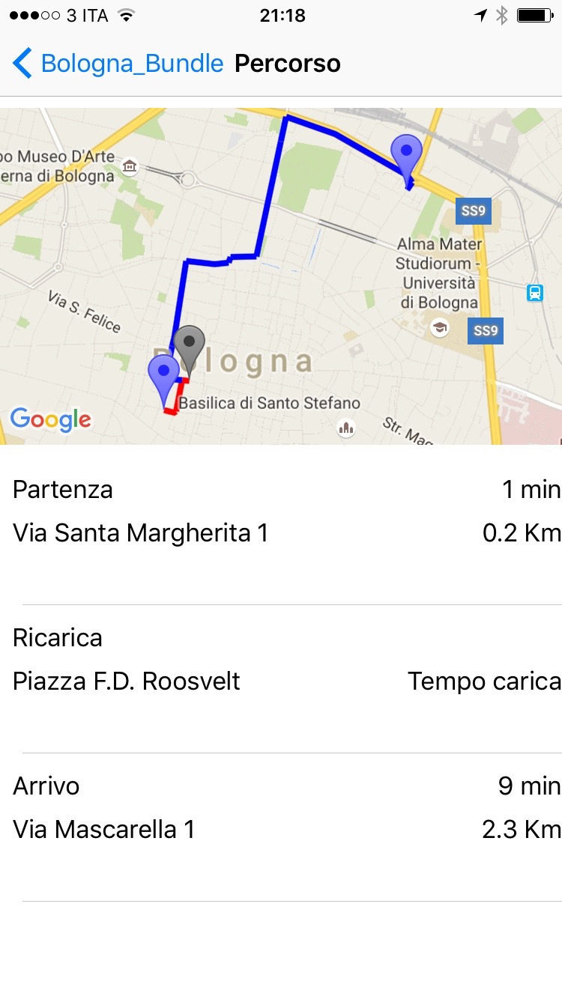 3 ITA 21:18
Bologna_Bundle Percorso
po Museo D'Arte
erna di Bologna
SS9
Alma Mater
Studiorum -
Università
di Bologna
Via S. Felice
SS9
Bologna
Basilica di Santo Stefano
Google
Str. Mag
Partenza 1 min
Via Santa Margherita 1 0.2 Km
Ricarica
Piazza F.D. Roosvelt Tempo carica
Arrivo 9 min
Via Mascarella 1 2.3 Km